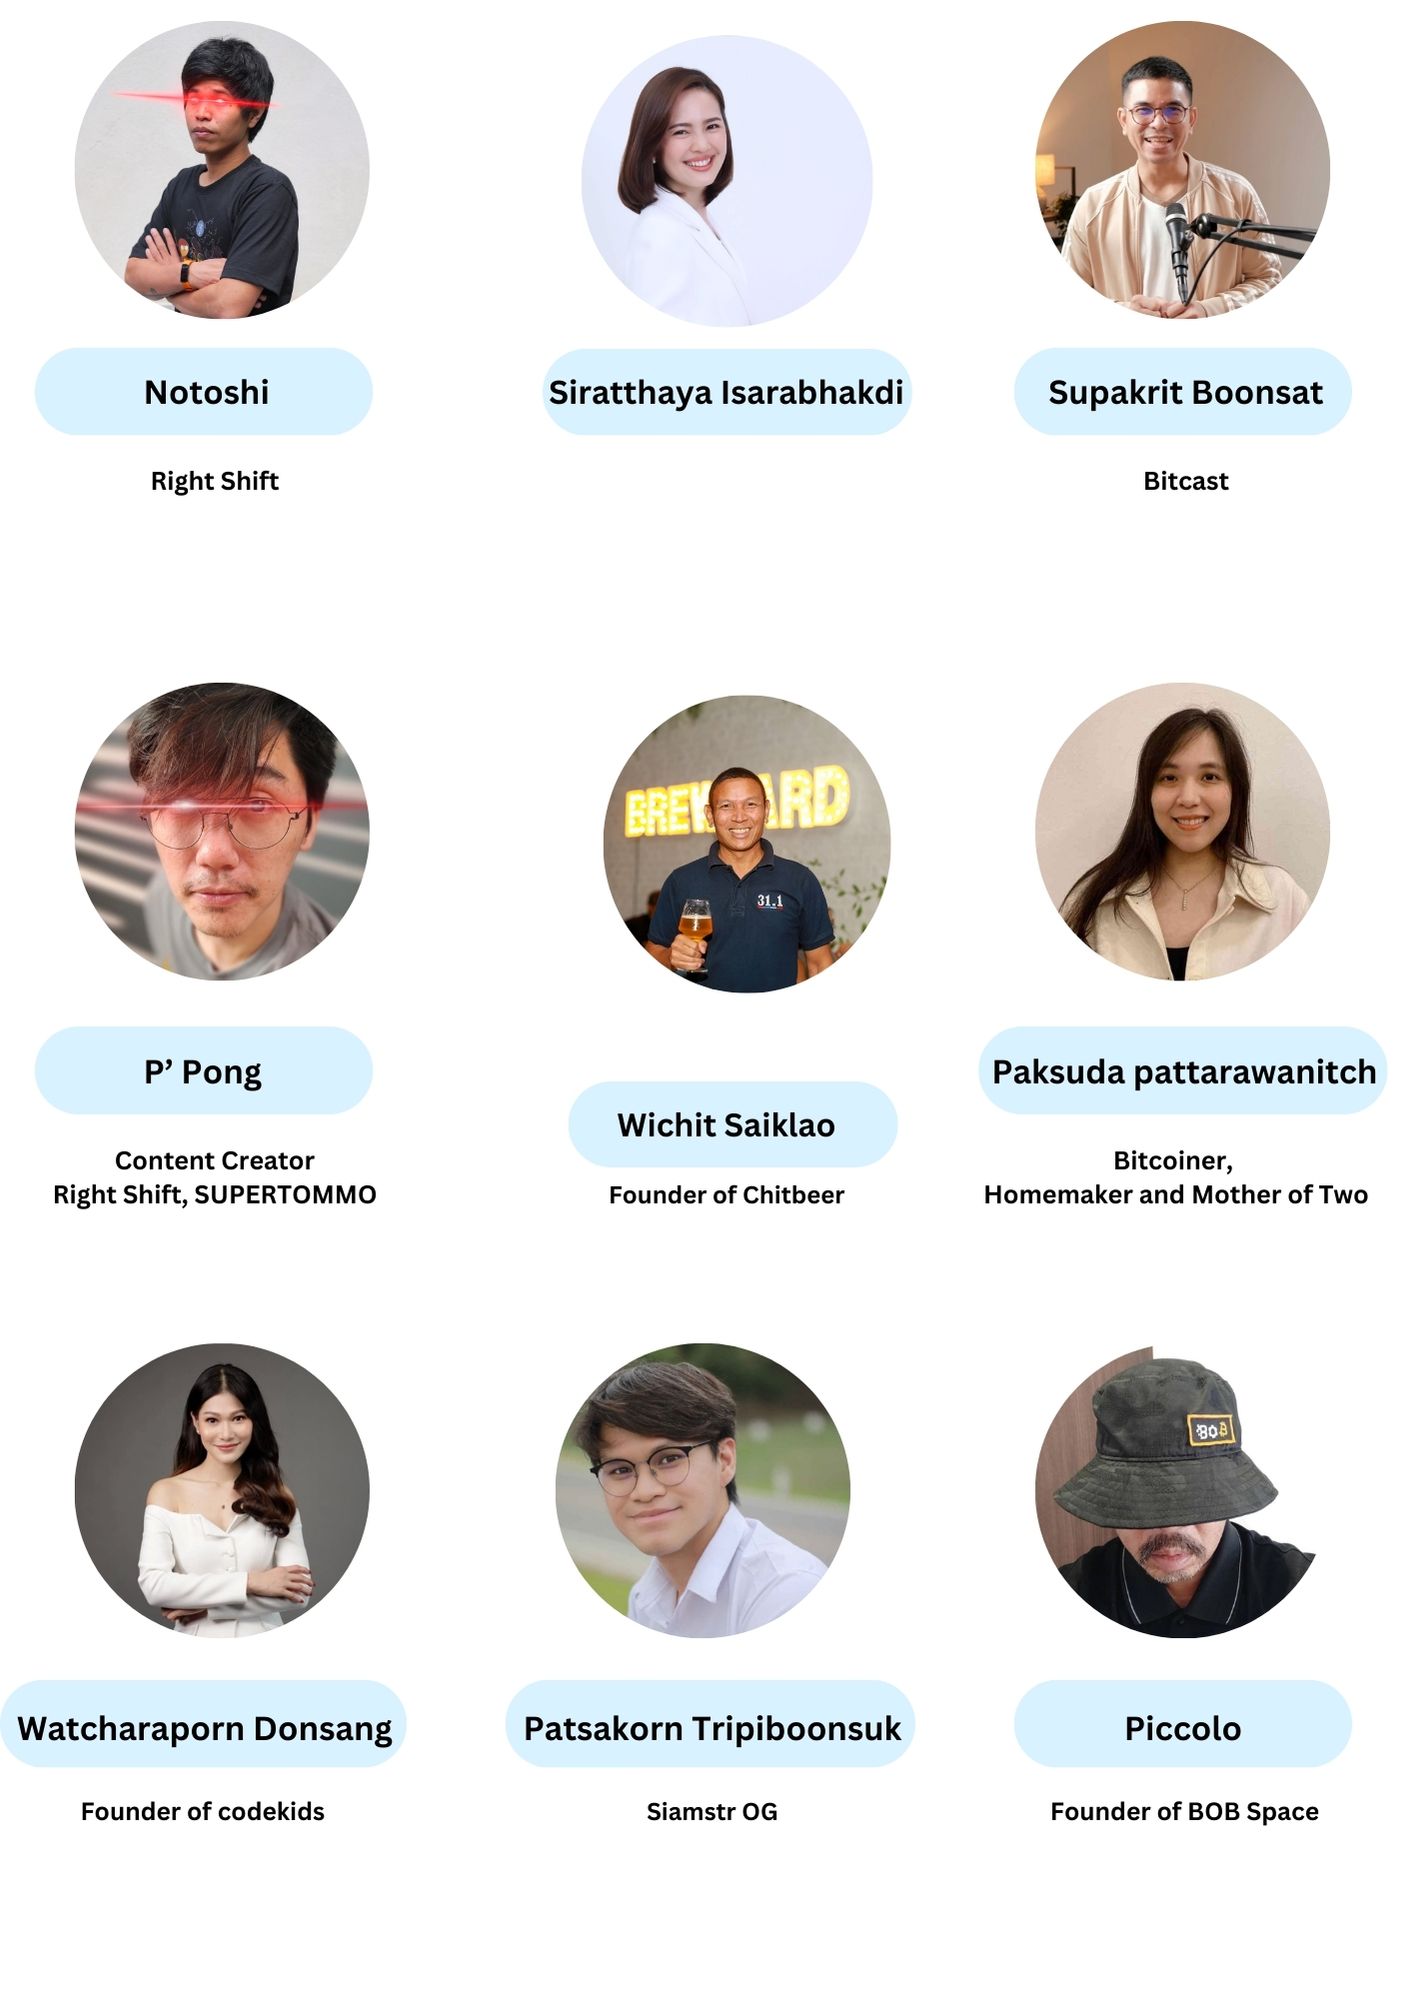 Notoshi
Siratthaya Isarabhakdi
Supakrit Boonsat
Right Shift
Bitcast
BREW
ARD
31.1
P’ Pong
Wichit Saiklao
Paksuda pattarawanitch
Content Creator
Right Shift, SUPERTOMMO
Founder of Chitbeer
Bitcoiner,
Homemaker and Mother of Two
BOB
Watcharaporn Donsang
Patsakorn Tripiboonsuk
Piccolo
Founder of codekids
Siamstr OG
Founder of BOB Space